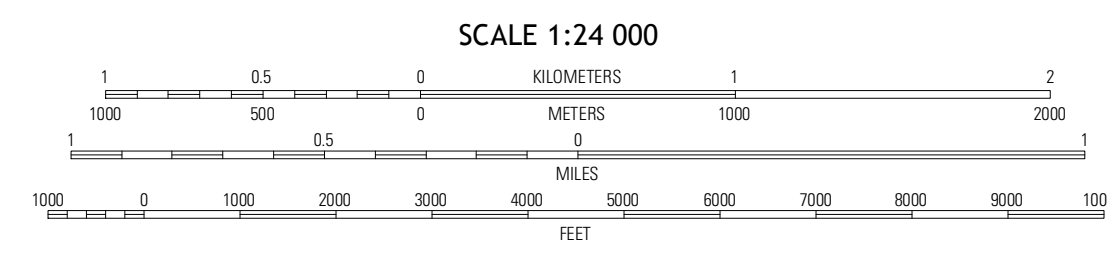 SCALE 1:24 000
1 0.5 0 KILOMETERS 1 2
1000 500 0 METERS 1000 2000
1 0.5 0 1
MILES
1000 0 1000 2000 3000 4000 5000 6000 7000 8000 9000 100
FEET